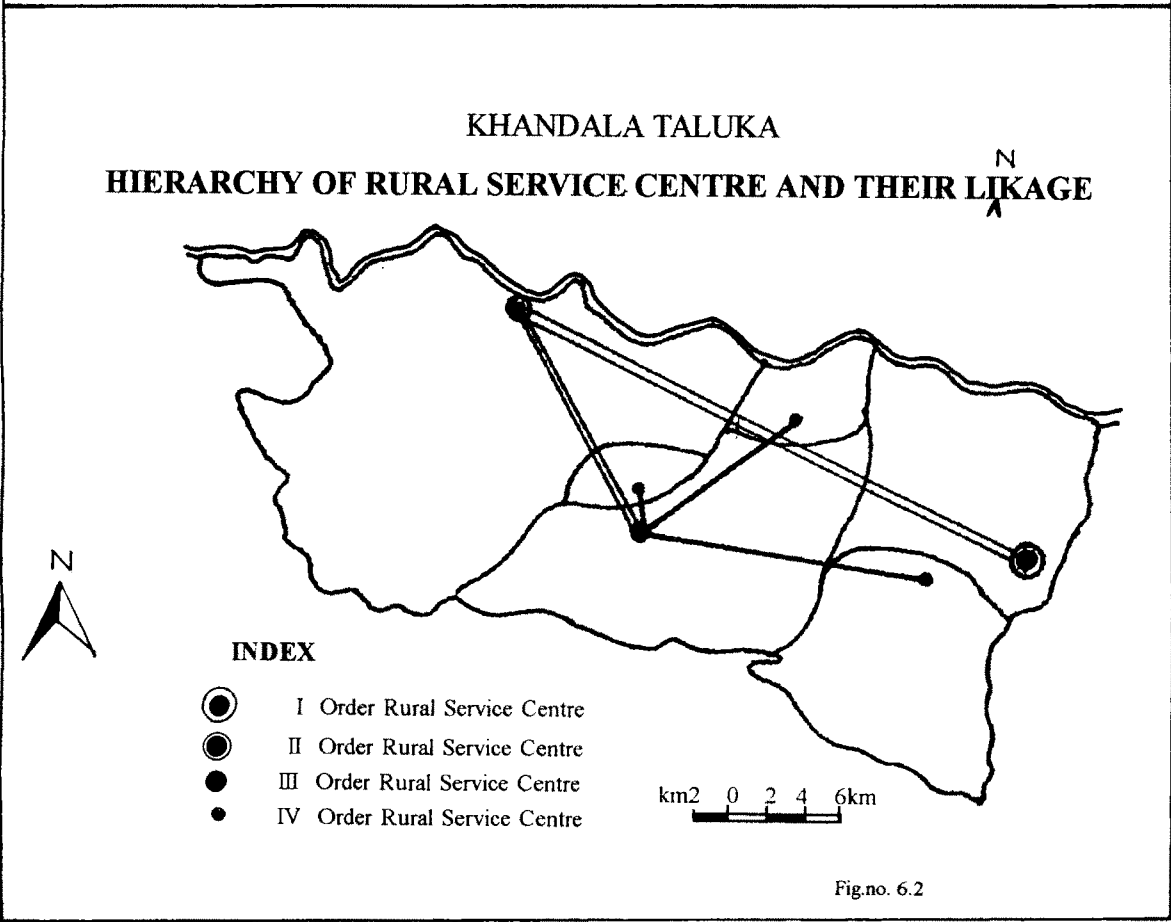 KHANDALA TALUKA
N
HIERARCHY OF RURAL SERVICE CENTRE AND THEIR LIKAGE
N
INDEX
I Order Rural Service Centre
II Order Rural Service Centre
III Order Rural Service Centre
IV Order Rural Service Centre
km2 0 2 4 6km
Fig.no. 6.2